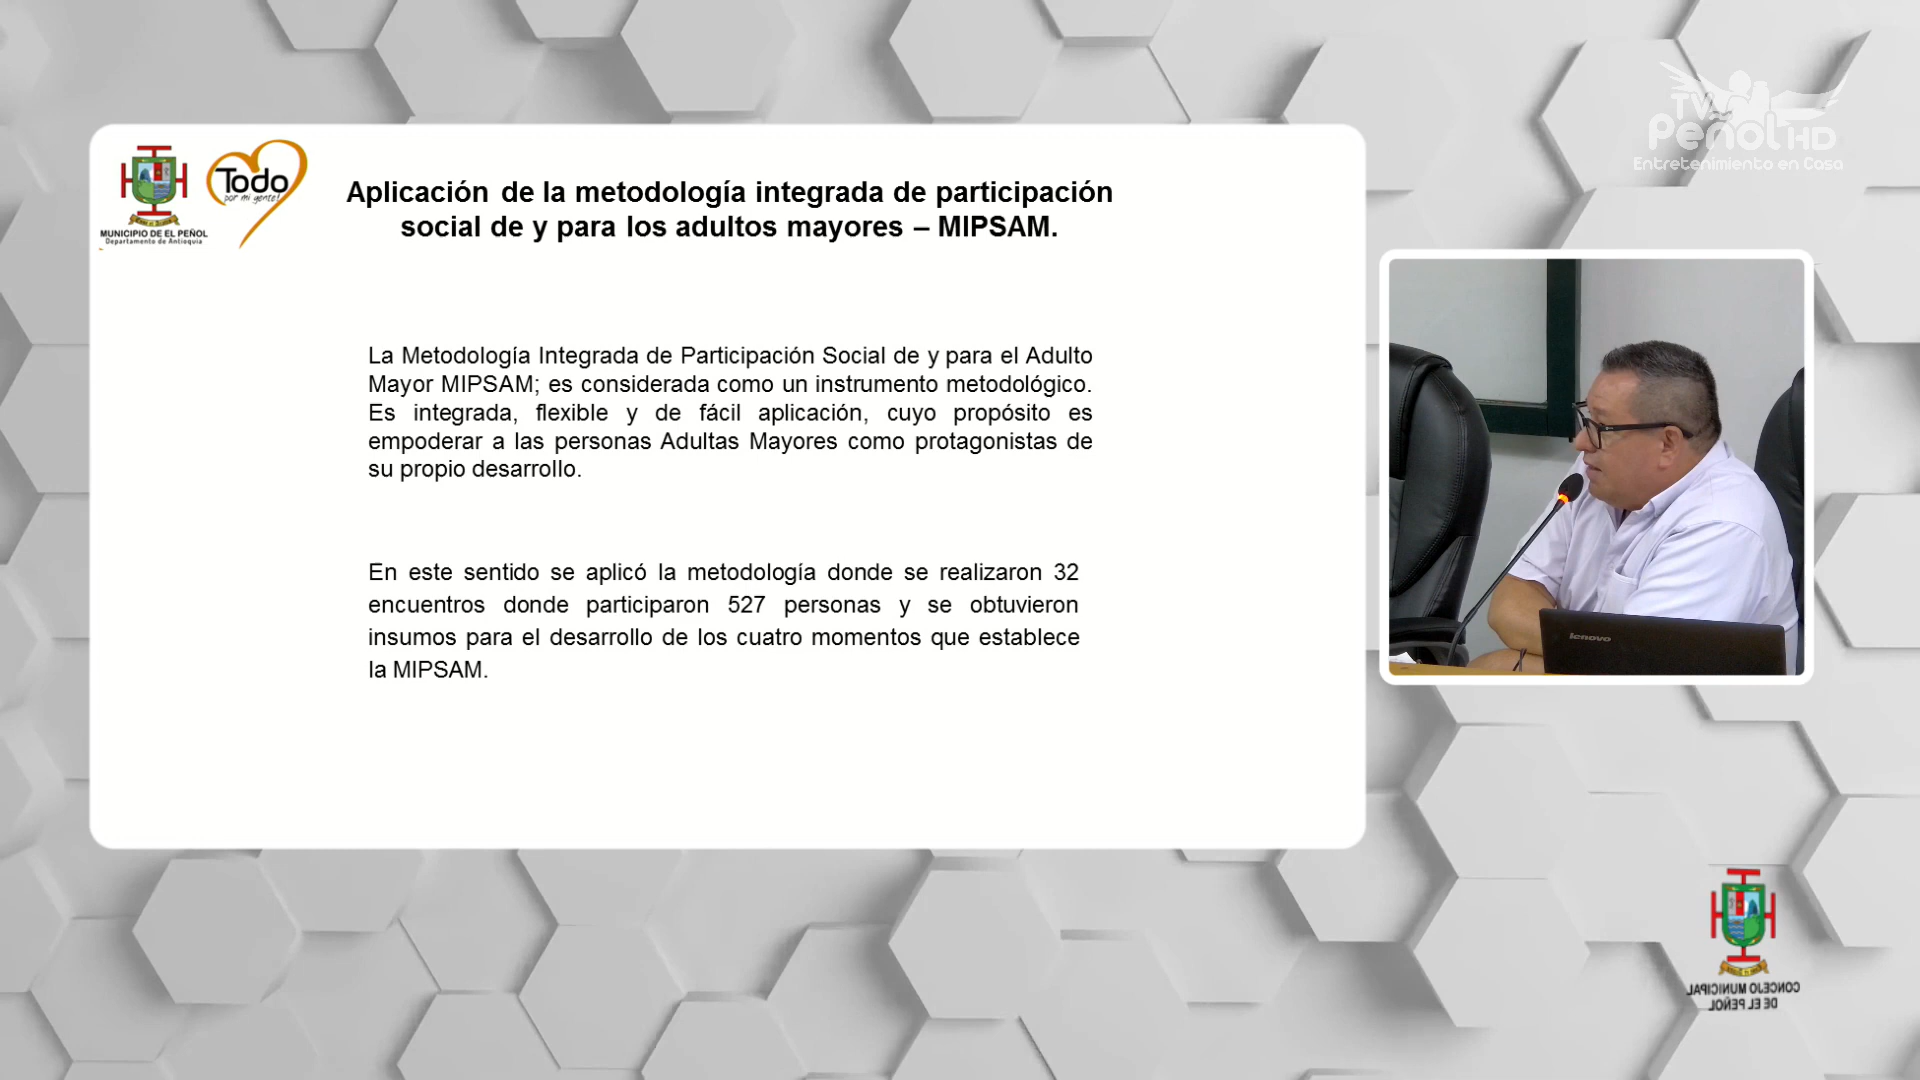 TV
Peñol HD
Entretenimiento en Casa
Todo
por mi gente!
MUNICIPIO DE EL PEÑOL
Departamento de Antioquia
Aplicación de la metodología integrada de participación
social de y para los adultos mayores – MIPSAM.
La Metodología Integrada de Participación Social de y para el Adulto
Mayor MIPSAM; es considerada como un instrumento metodológico.
Es integrada, flexible y de fácil aplicación, cuyo propósito es
empoderar a las personas Adultas Mayores como protagonistas de
su propio desarrollo.
En este sentido se aplicó la metodología donde se realizaron 32
encuentros donde participaron 527 personas y se obtuvieron
insumos para el desarrollo de los cuatro momentos que establece
la MIPSAM.
lenovo
CONCEJO MUNICIPAL
DE EL PEÑOL